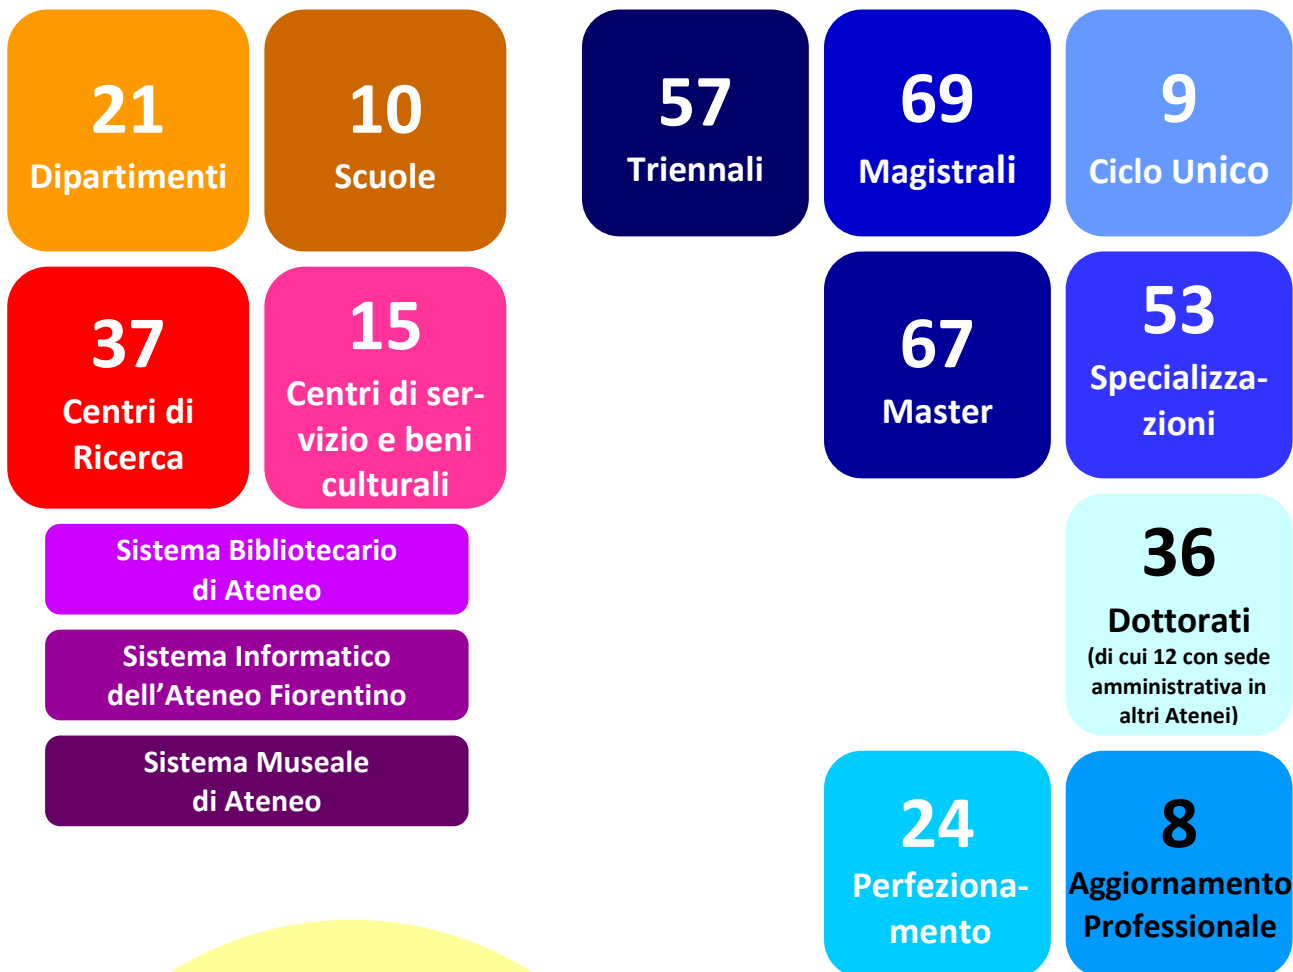 21
Dipartimenti
10
Scuole
37
Centri di
Ricerca
15
Centri di ser-
vizio e beni
culturali
Sistema Bibliotecario
di Ateneo
Sistema Informatico
dell’Ateneo Fiorentino
Sistema Museale
di Ateneo
57
Triennali
69
Magistrali
9
Ciclo Unico
67
Master
53
Specializza-
zioni
36
Dottorati
(di cui 12 con sede
amministrativa in
altri Atenei)
24
Perfeziona-
mento
8
Aggiornamento
Professionale